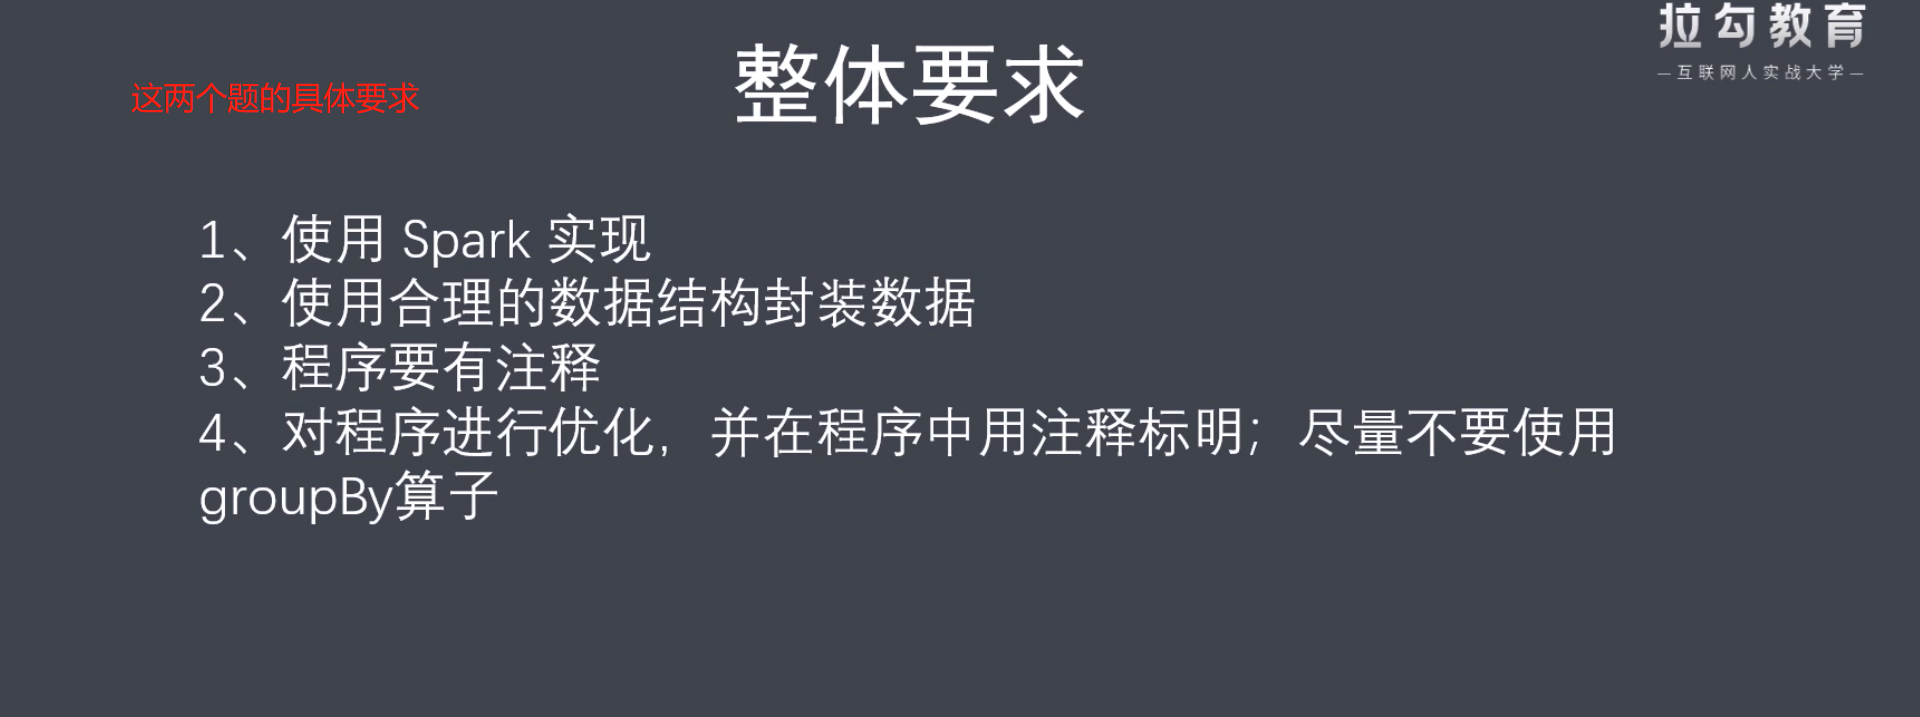 拉勾教育
—互联网人实战大学—
整体要求
这两个题的具体要求
1、使用 Spark 实现
2、使用合理的数据结构封装数据
3、程序要有注释
4、对程序进行优化，并在程序中用注释标明；尽量不要使用
groupBy算子